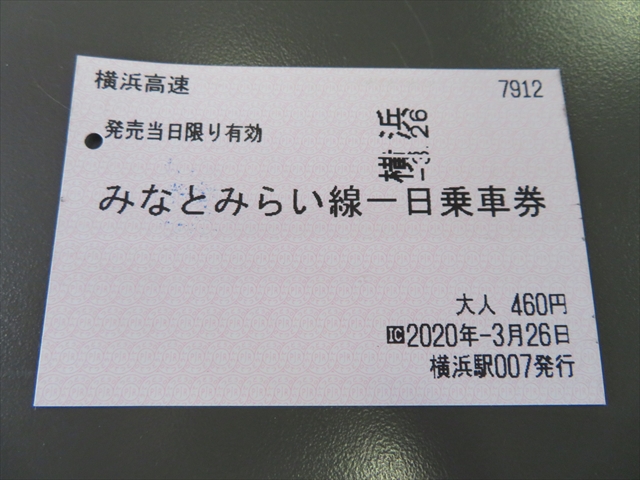 横浜高速
7912
発売当日限り有効
横浜
-3.26
みなとみらい線一日乗車券
大人 460円
IC2020年-3月26日
横浜駅007発行